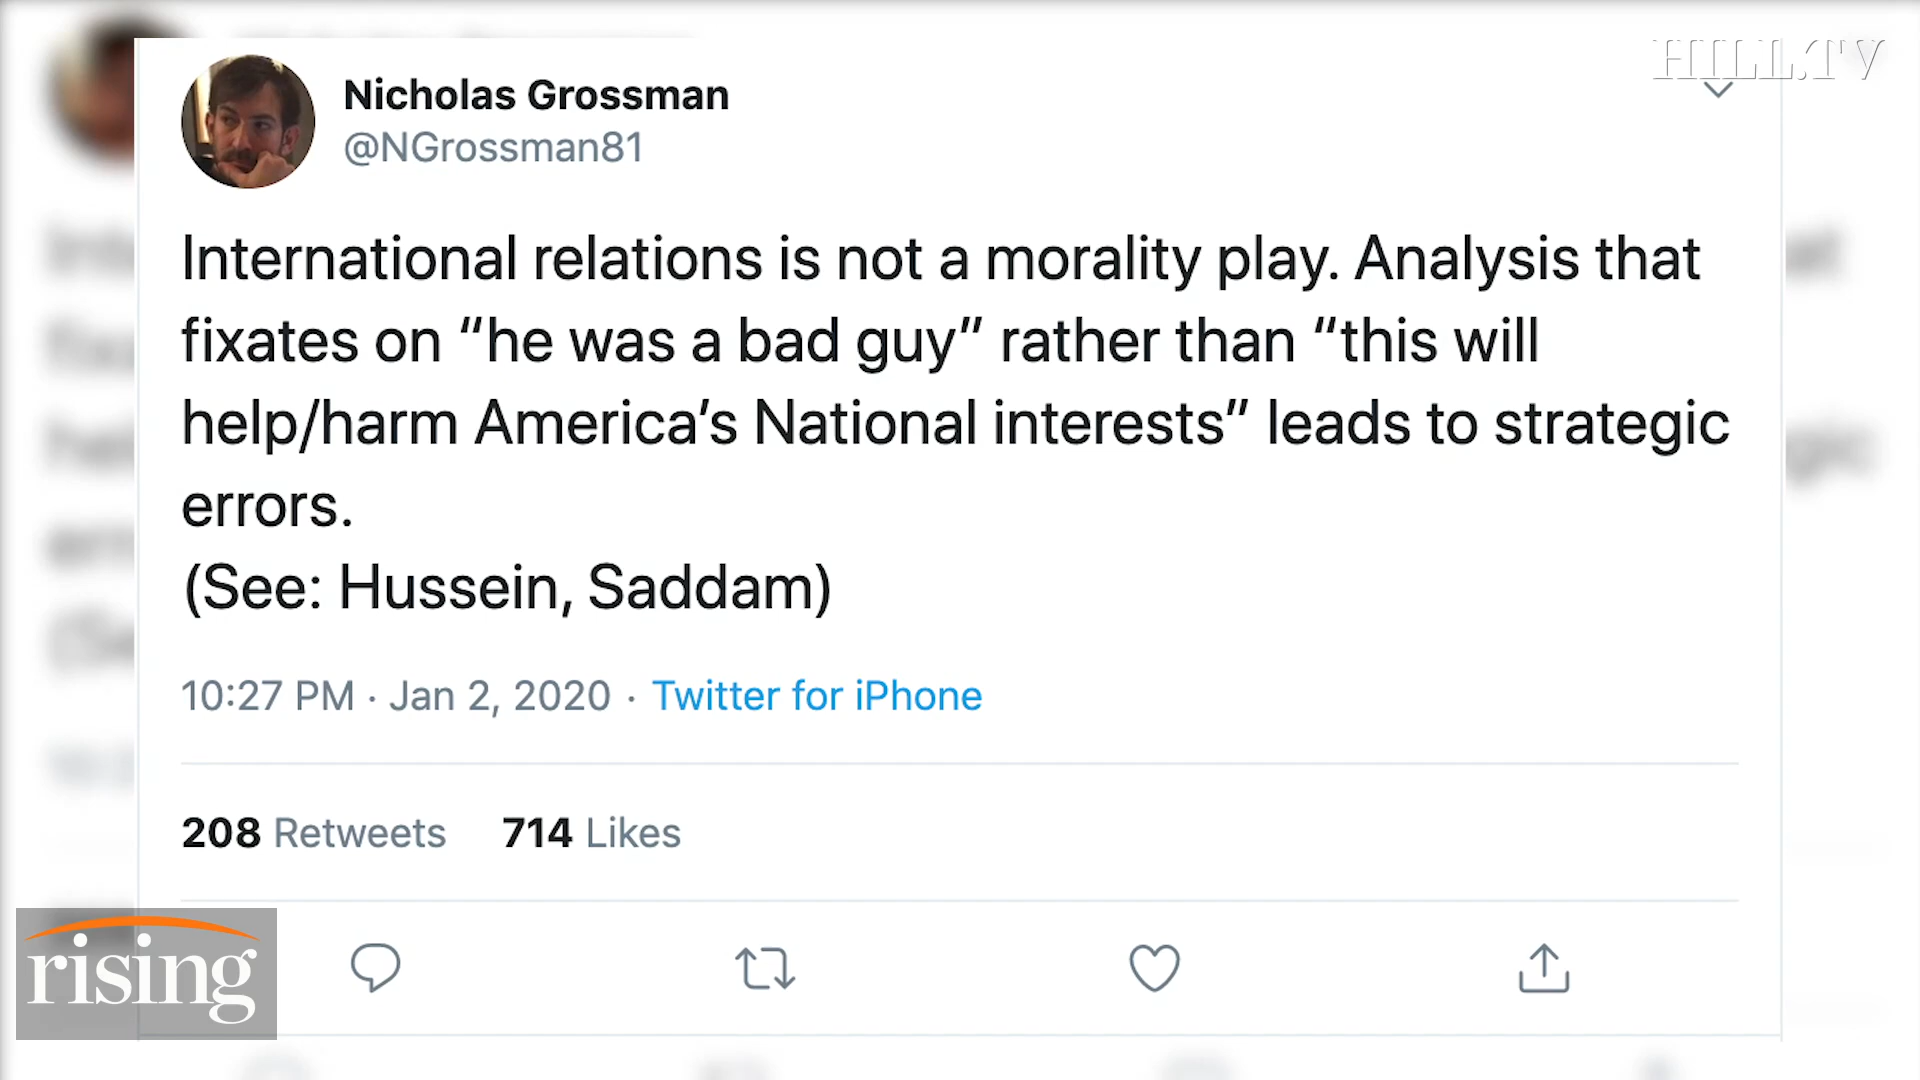 HILL.TV
Nicholas Grossman
@NGrossman81
International relations is not a morality play. Analysis that
fixates on “he was a bad guy” rather than “this will
help/harm America’s National interests” leads to strategic
errors.
(See: Hussein, Saddam)
10:27 PM · Jan 2, 2020 · Twitter for iPhone
208 Retweets 714 Likes
rising